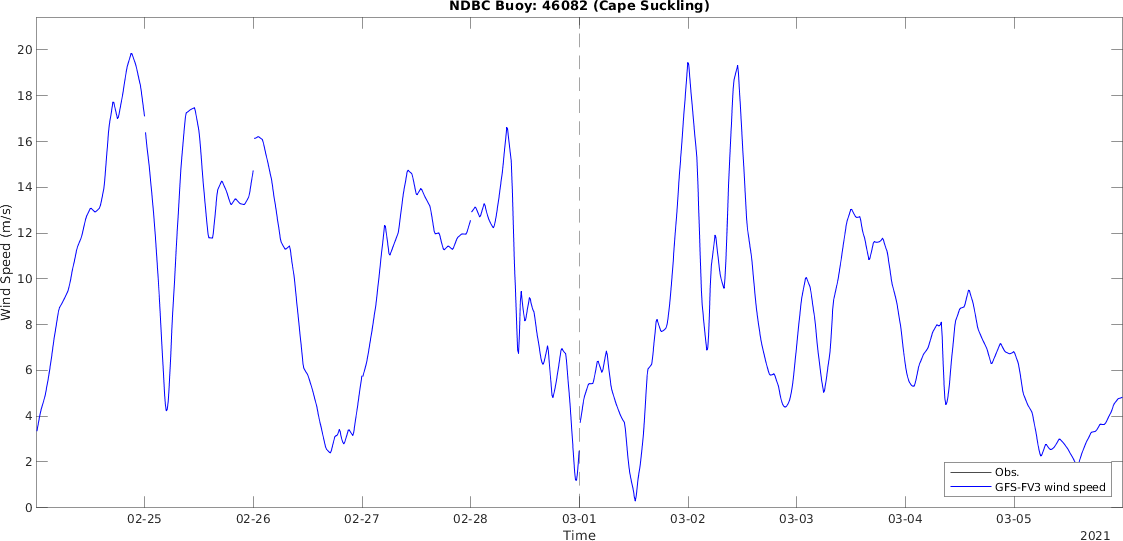 NDBC Buoy: 46082 (Cape Suckling)
20
18
16
14
12
10
8
6
4
2
0
Wind Speed (m/s)
Obs.
GFS-FV3 wind speed
02-25 02-26 02-27 02-28 03-01 03-02 03-03 03-04 03-05
Time
2021